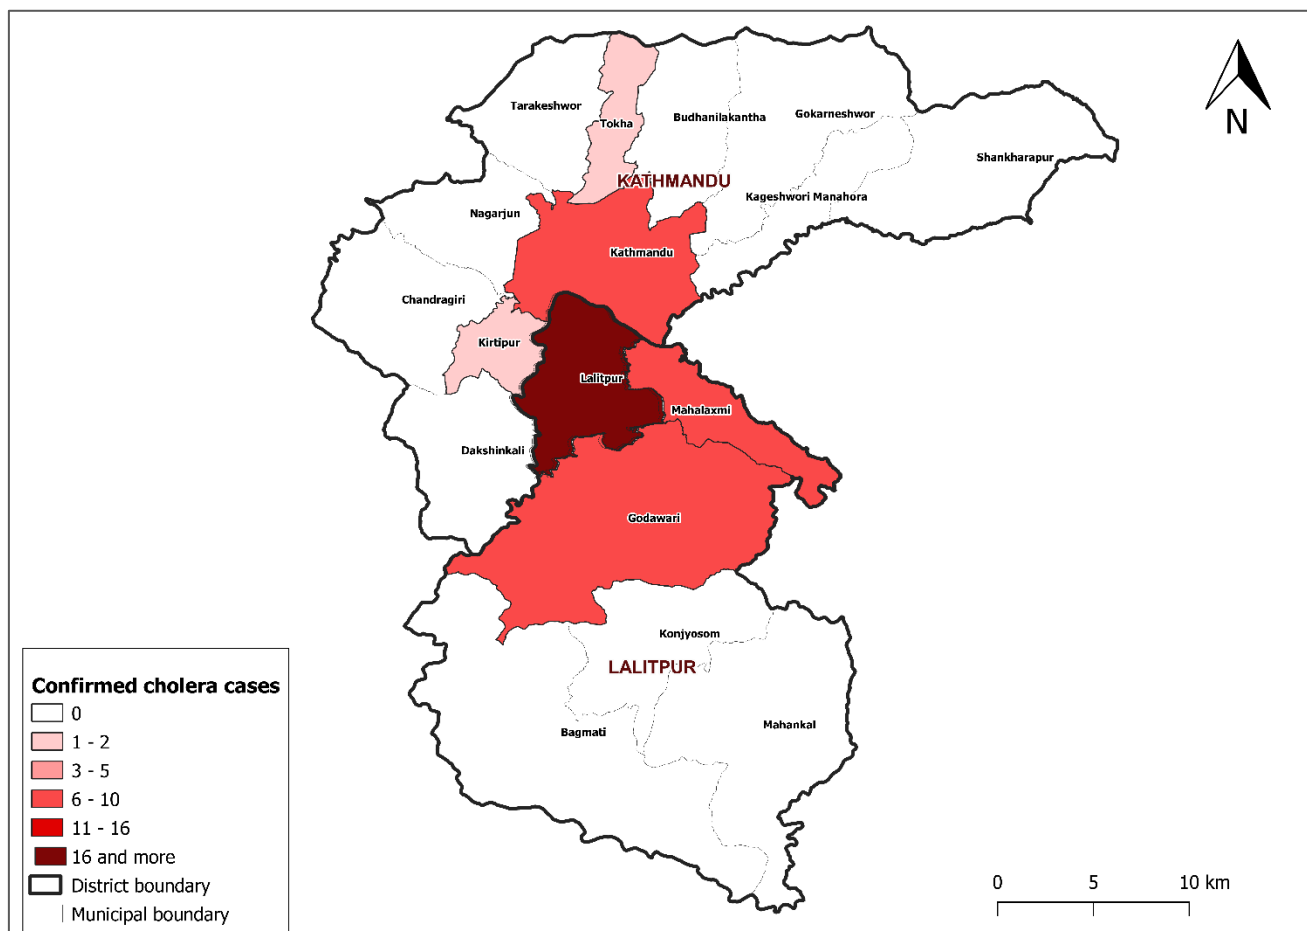 N
Tarakeshwor
Tokha
Budhanilakantha
Gokarneshwor
Shankharapur
KATHMANDU
Kageshwori Manahora
Nagarjun
Kathmandu
Chandragiri
Kirtipur
Lalitpur
Mahalaxmi
Dakshinkali
Godawari
Konjyosom
LALITPUR
Bagmati
Mahankal
Confirmed cholera cases
0
1 - 2
3 - 5
6 - 10
11 - 16
16 and more
District boundary
Municipal boundary
0 5 10 km